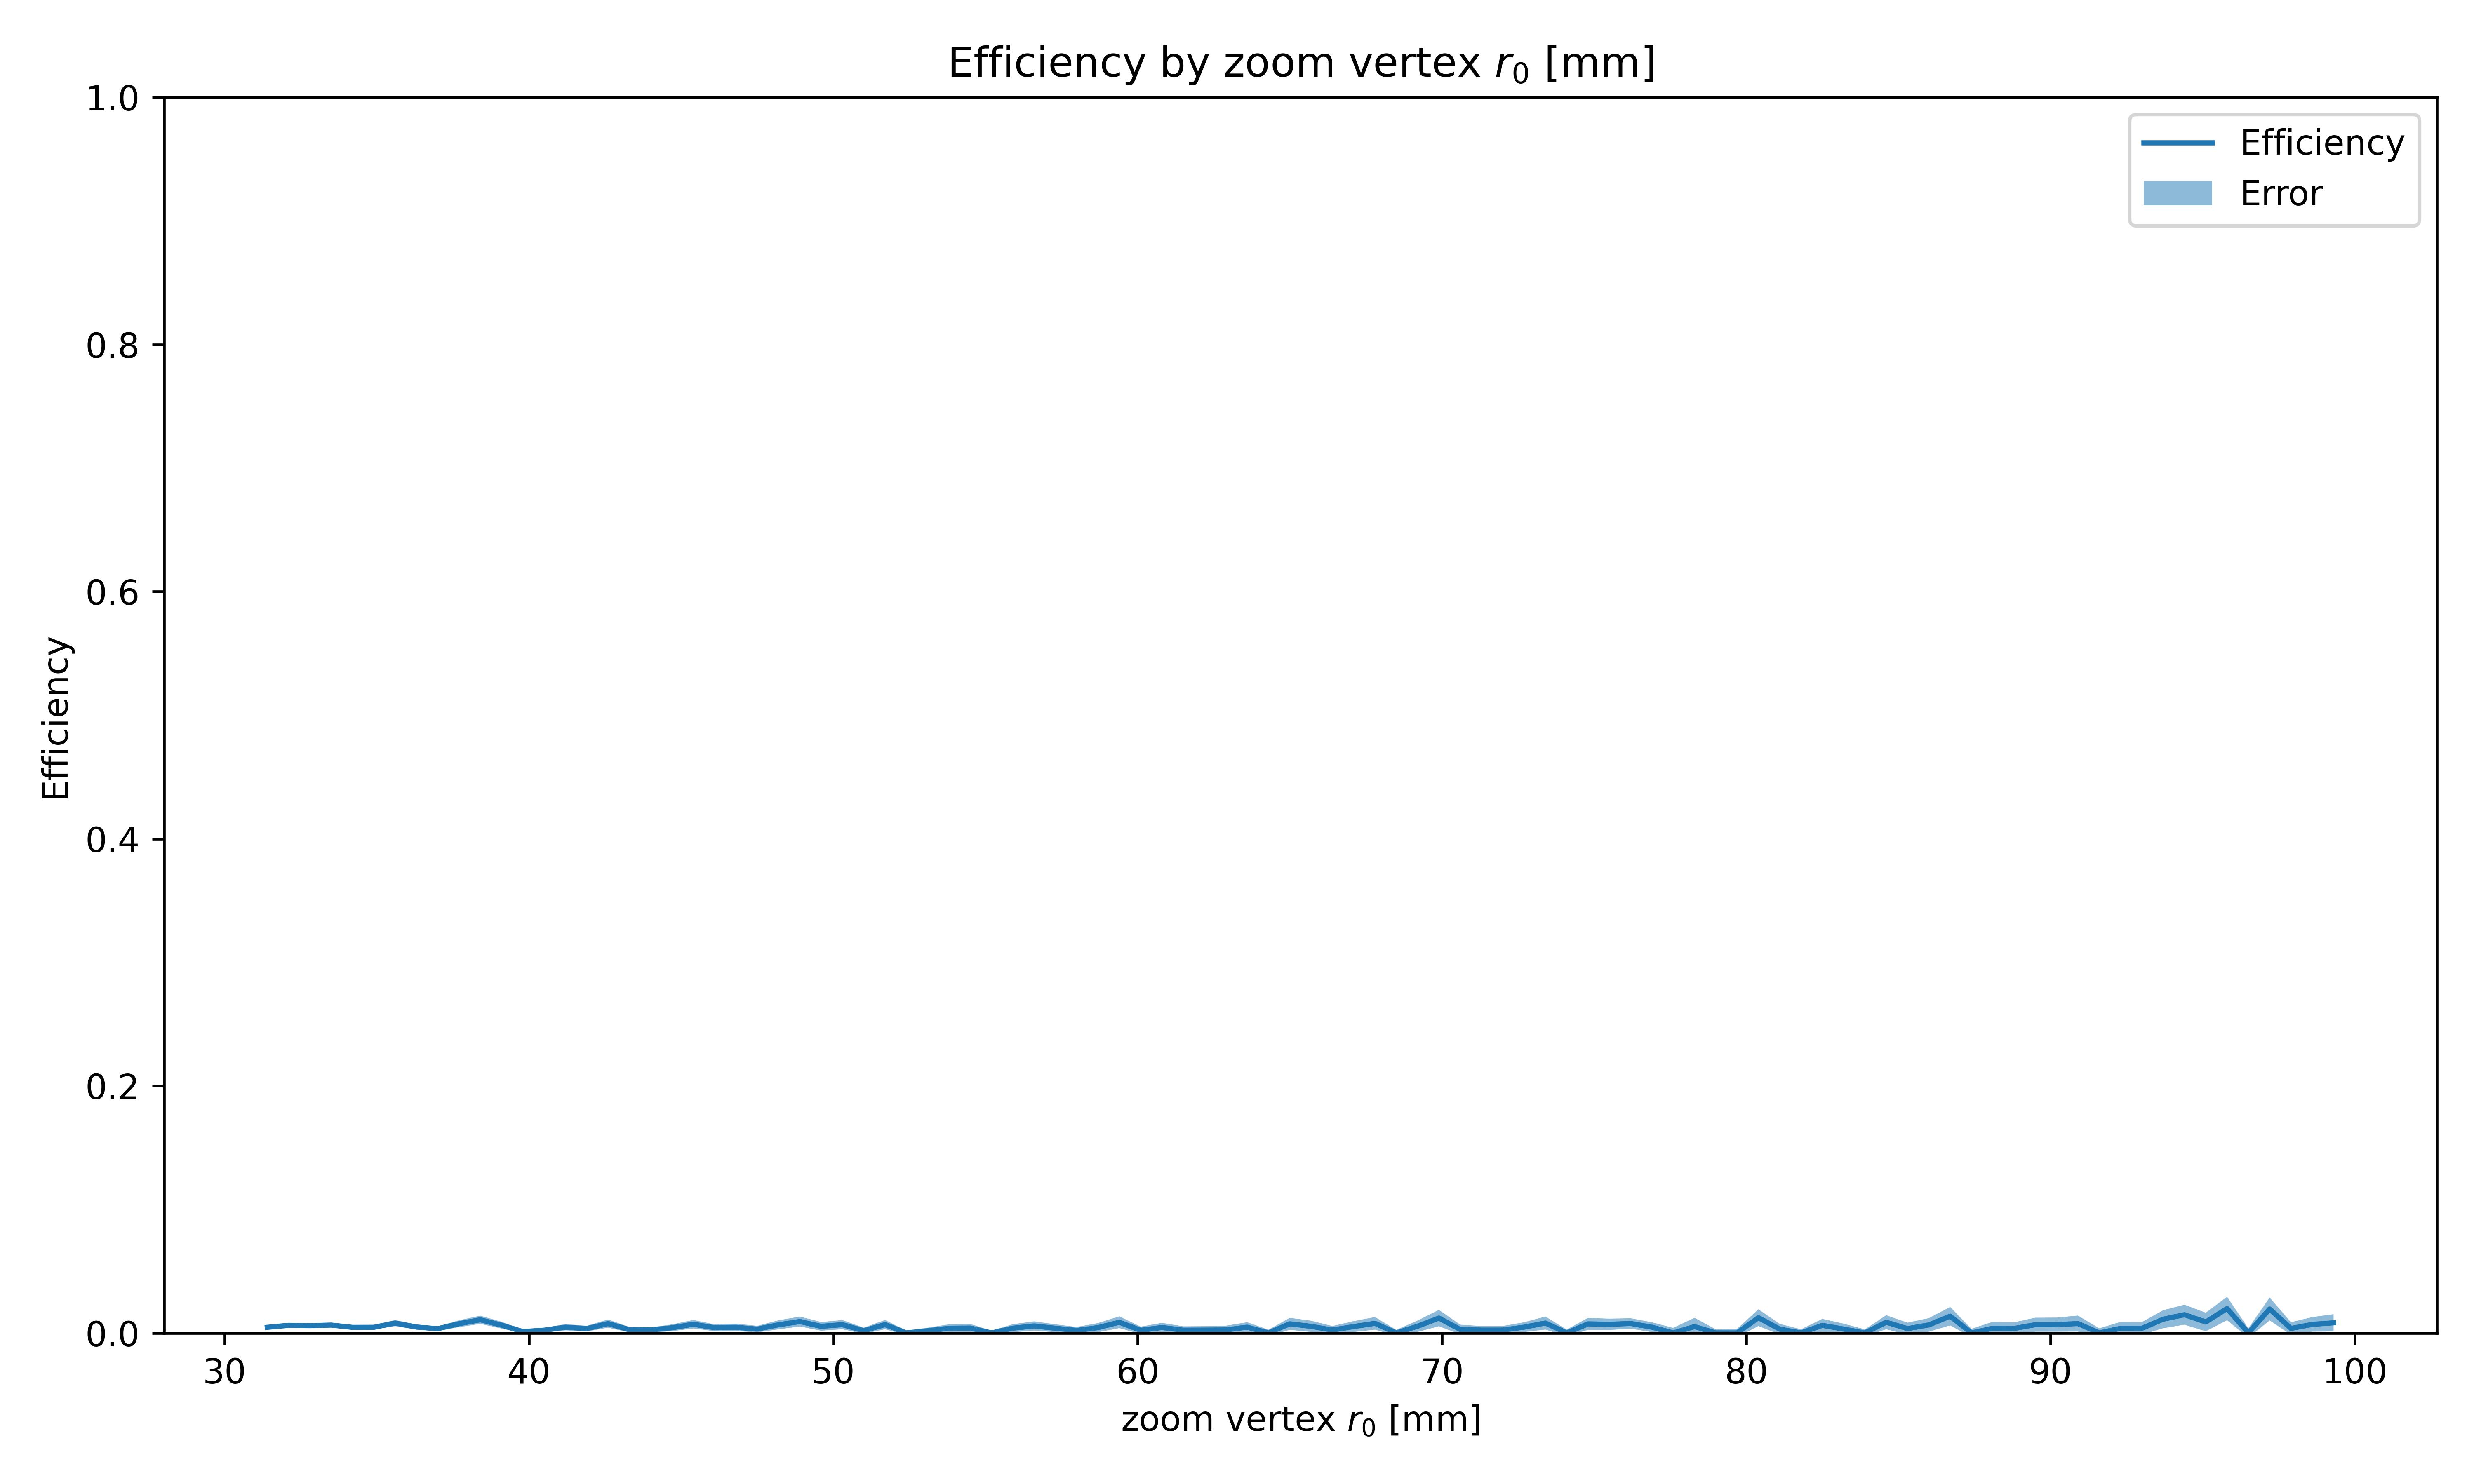 Efficiency by zoom vertex r₀ [mm]
1.0
0.8
0.6
0.4
0.2
0.0
Efficiency
Efficiency
Error
30 40 50 60 70 80 90 100
zoom vertex r₀ [mm]